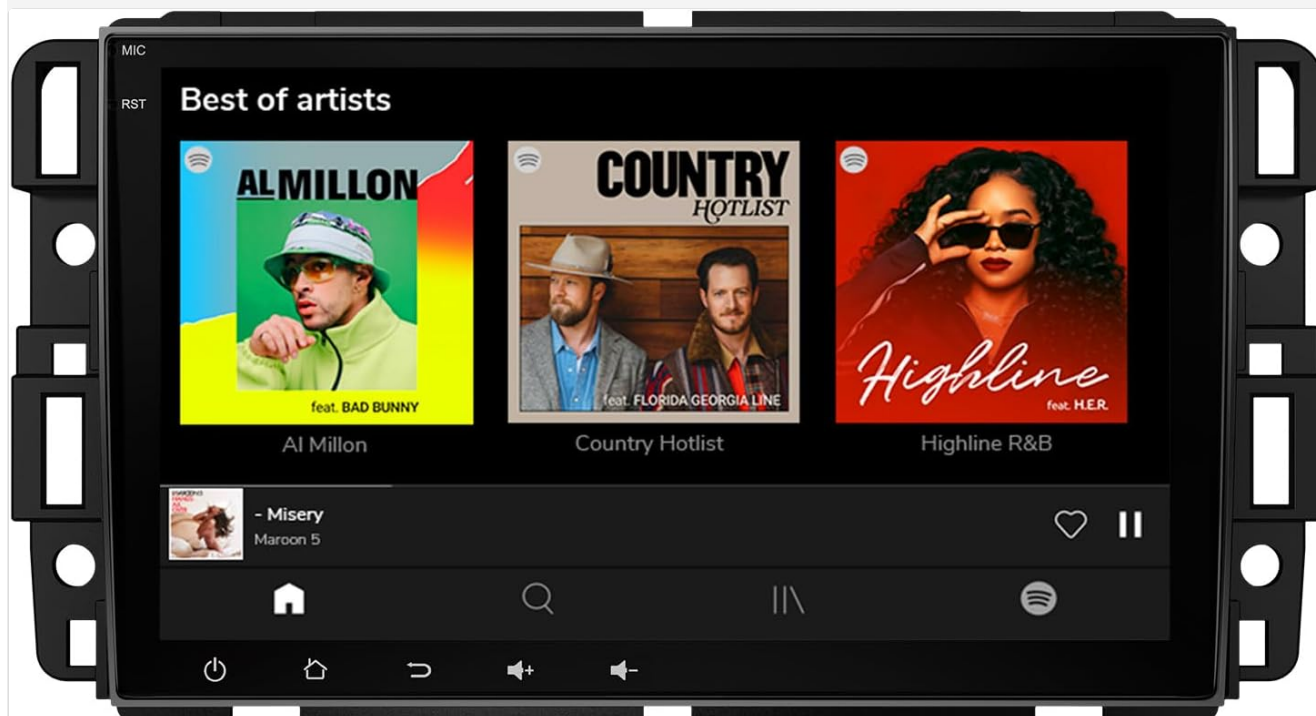 MIC
RST
Best of artists
AL MILLON
feat. BAD BUNNY
COUNTRY
HOTLIST
feat. FLORIDA GEORGIA LINE
Highline
feat. H.E.R.
Al Millon
Country Hotlist
Highline R&B
- Misery
Maroon 5